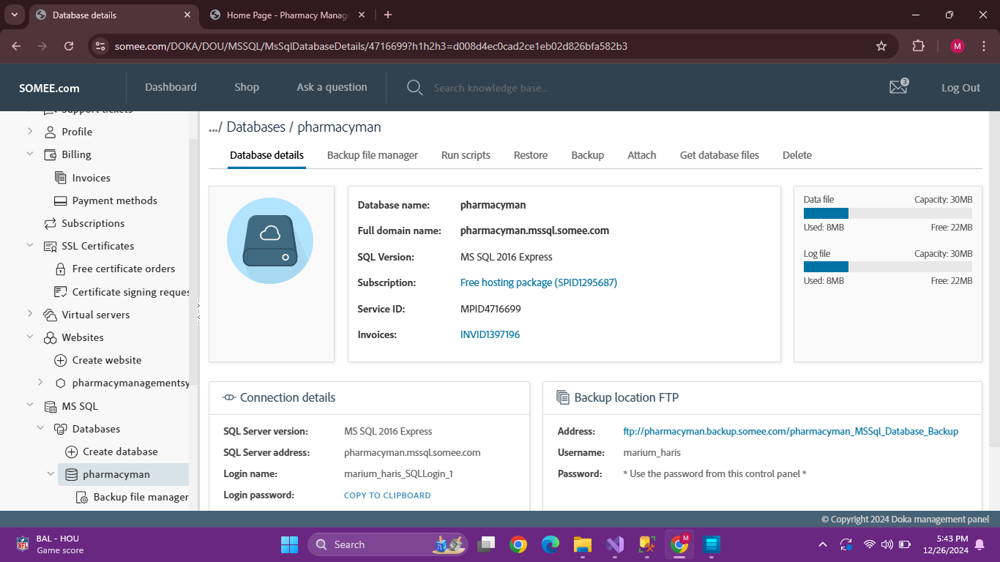 Database details
Home Page - Pharmacy Manag
somee.com/DOKA/DOU/MSSQL/MsSqlDatabaseDetails/4716699?h1h2h3=d008d4ec0cad2ce1eb02d826bfa582b3
M
SOMEE.com
Dashboard
Shop
Ask a question
Search knowledge base...
3
Log Out
Support tickets
Profile
Billing
Invoices
Payment methods
Subscriptions
SSL Certificates
Free certificate orders
Certificate signing reques
Virtual servers
Websites
Create website
pharmacymanagementsy
MS SQL
Databases
Create database
pharmacyman
Backup file manager
.../ Databases / pharmacyman
Database details
Backup file manager
Run scripts
Restore
Backup
Attach
Get database files
Delete
Database name: pharmacyman
Full domain name: pharmacyman.mssql.somee.com
SQL Version: MS SQL 2016 Express
Subscription: Free hosting package (SPID1295687)
Service ID: MPID4716699
Invoices: INVID1397196
Data file Capacity: 30MB
Used: 8MB Free: 22MB
Log file Capacity: 30MB
Used: 8MB Free: 22MB
Connection details
SQL Server version: MS SQL 2016 Express
SQL Server address: pharmacyman.mssql.somee.com
Login name: marium_haris_SQLLogin_1
Login password: COPY TO CLIPBOARD
Backup location FTP
Address: ftp://pharmacyman.backup.somee.com/pharmacyman_MSSql_Database_Backup
Username: marium_haris
Password: * Use the password from this control panel *
© Copyright 2024 Doka management panel
NFL
BAL - HOU
Game score
Search
M
5:43 PM
12/26/2024